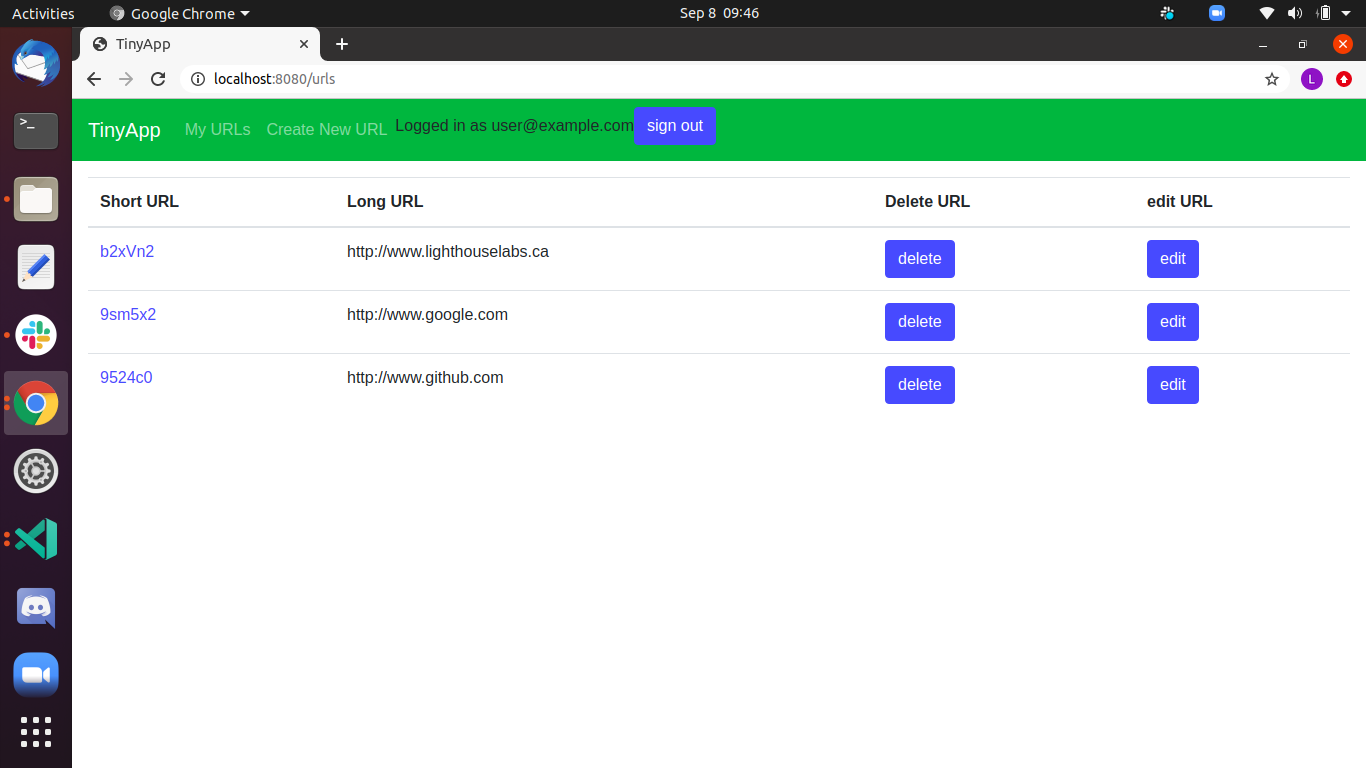 Activities Google Chrome Sep 8 09:46
TinyApp
localhost:8080/urls L
TinyApp My URLs Create New URL Logged in as user@example.com sign out
Short URL Long URL Delete URL edit URL
b2xVn2 http://www.lighthouselabs.ca delete edit
9sm5x2 http://www.google.com delete edit
9524c0 http://www.github.com delete edit
>_